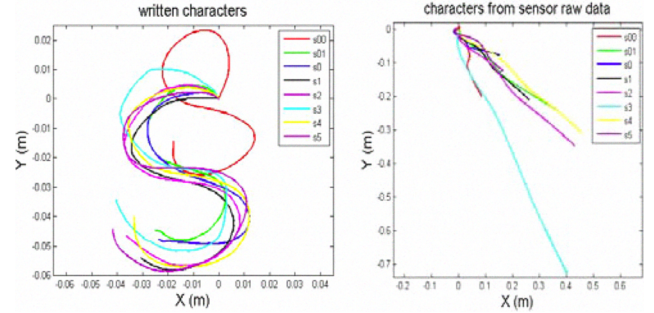 written characters
0.02
0.01
0
-0.01
-0.02
-0.03
-0.04
-0.05
-0.06
Y (m)
-0.06 -0.05 -0.04 -0.03 -0.02 -0.01 0 0.01 0.02 0.03 0.04
X (m)
s00
s01
s0
s1
s2
s3
s4
s5
characters from sensor raw data
0
-0.1
-0.2
-0.3
-0.4
-0.5
-0.6
-0.7
Y (m)
-0.2 -0.1 0 0.1 0.2 0.3 0.4 0.5 0.6
X (m)
s00
s01
s0
s1
s2
s3
s4
s5